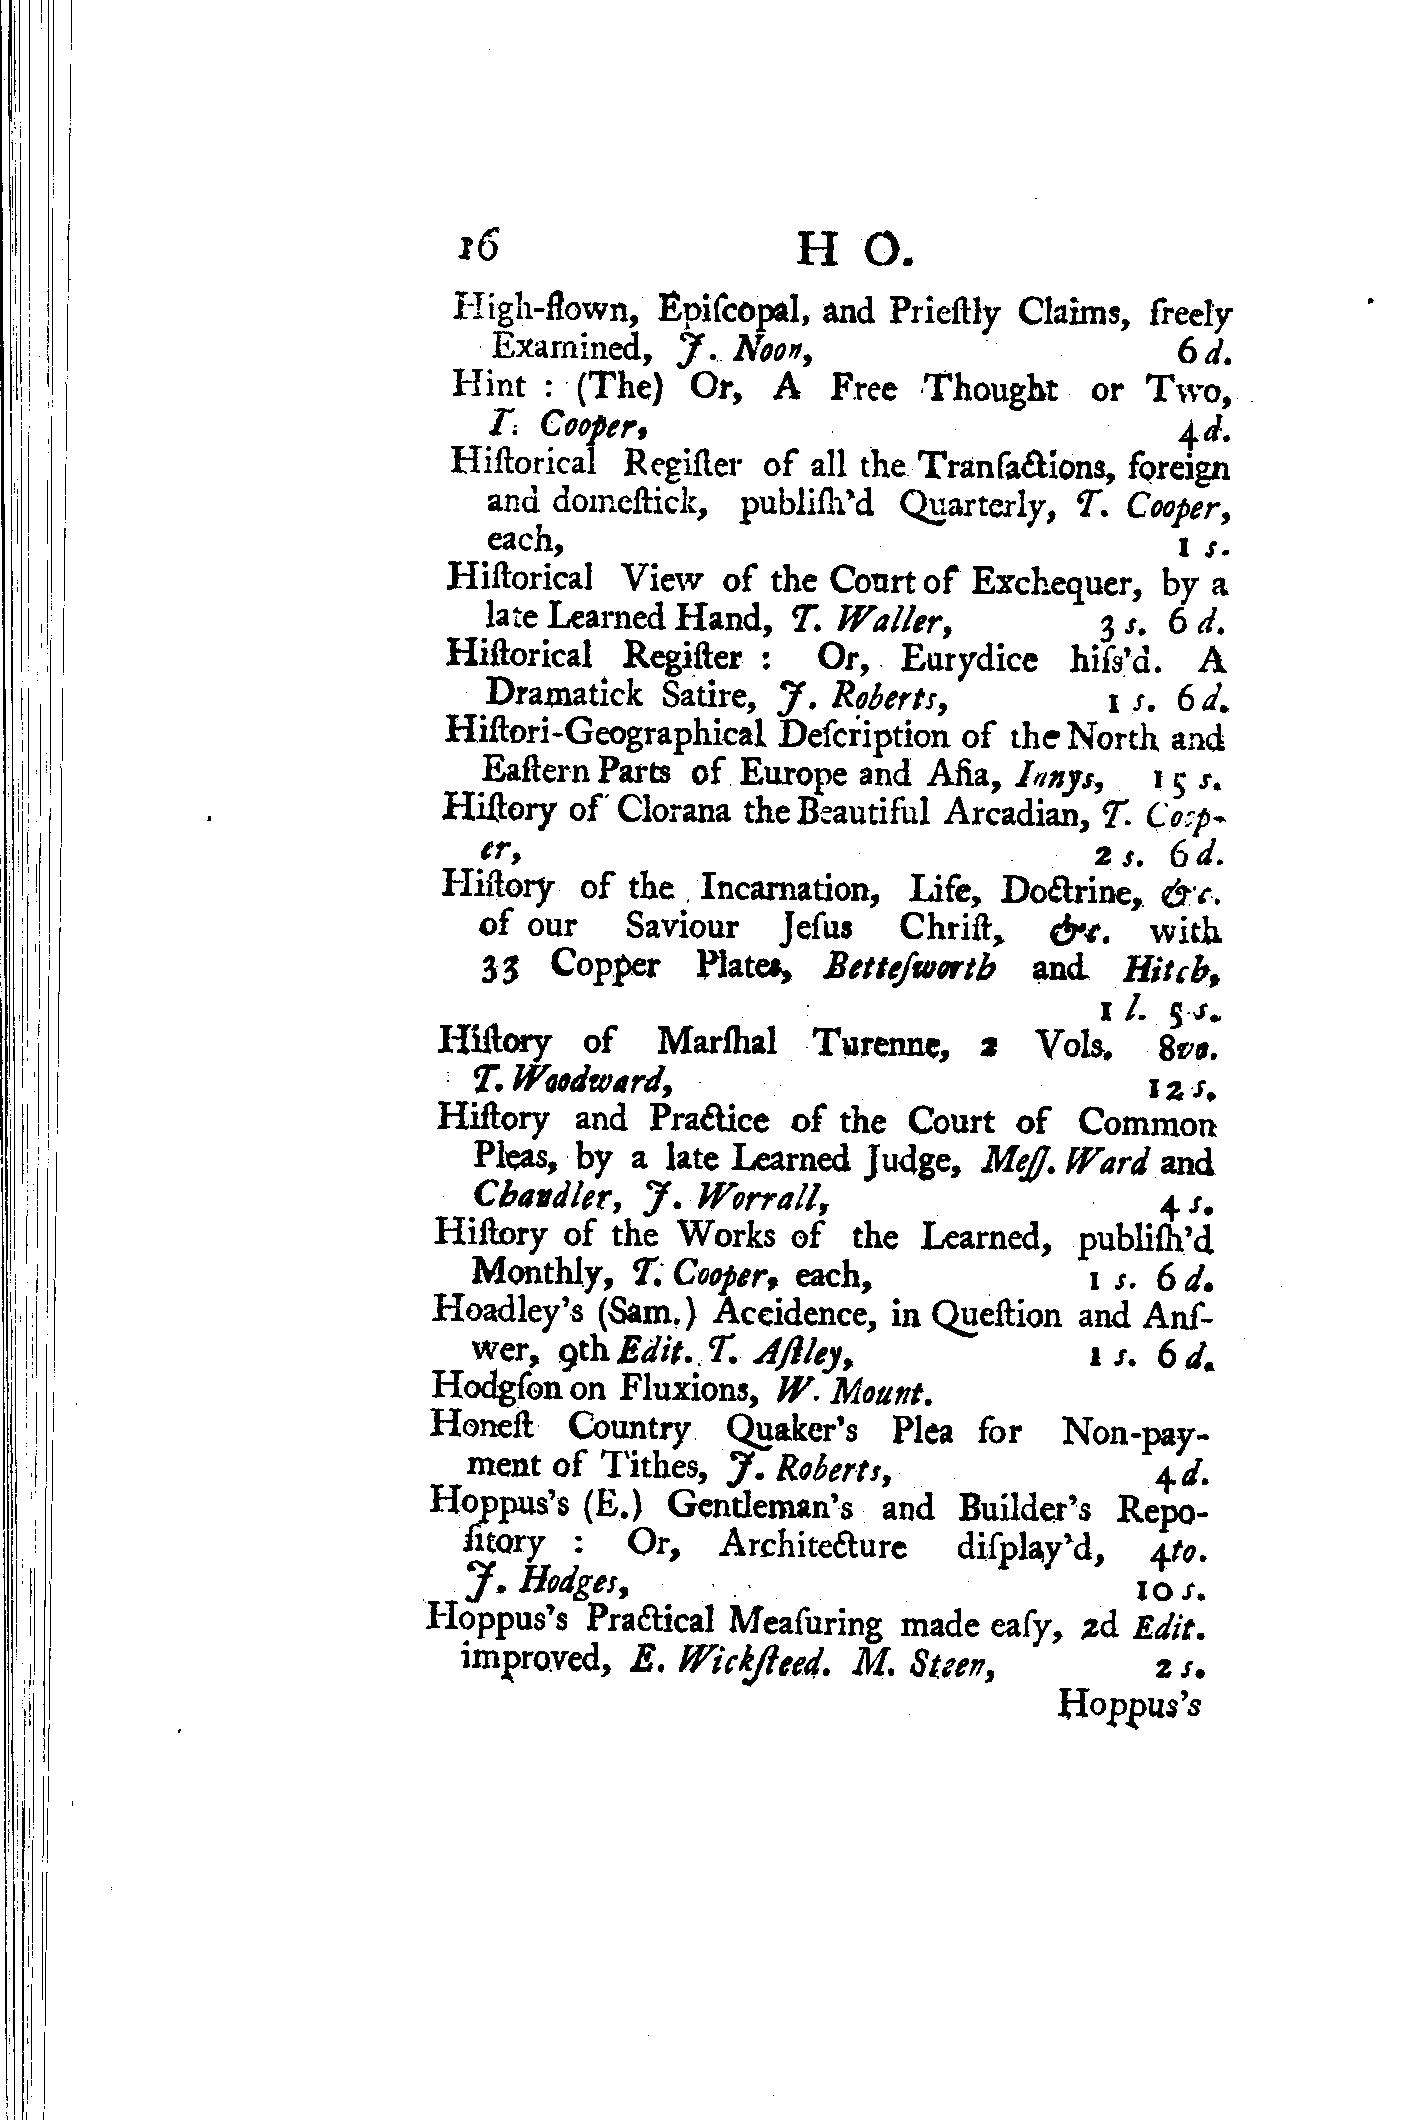 16 H O.
High-flown, Epiſcopal, and Prieſtly Claims, freely
Examined, J. Noon, 6 d.
Hint : (The) Or, A Free Thought or Two,
T. Cooper, 4 d.
Hiſtorical Regiſter of all the Tranſactions, foreign
and domeſtick, publiſh'd Quarterly, T. Cooper,
each, 1 s.
Hiſtorical View of the Court of Exchequer, by a
late Learned Hand, T. Waller, 3 s. 6 d.
Hiſtorical Regiſter : Or, Eurydice hiſs'd. A
Dramatick Satire, J. Roberts, 1 s. 6 d.
Hiſtori-Geographical Deſcription of the North and
Eaſtern Parts of Europe and Aſia, Innys, 15 s.
Hiſtory of Clorana the Beautiful Arcadian, T. Coop-
er, 2 s. 6 d.
Hiſtory of the Incarnation, Life, Doctrine, &c.
of our Saviour Jeſus Chriſt, &c. with
33 Copper Plates, Betteſworth and Hitch,
1 l. 5 s.
Hiſtory of Marſhal Turenne, 2 Vols. 8vo.
T. Woodward, 12 s.
Hiſtory and Practice of the Court of Common
Pleas, by a late Learned Judge, Meſſ. Ward and
Chandler, J. Worrall, 4 s.
Hiſtory of the Works of the Learned, publiſh'd
Monthly, T. Cooper, each, 1 s. 6 d.
Hoadley's (Sam.) Accidence, in Queſtion and Anſ-
wer, 9th Edit. T. Aſtley, 1 s. 6 d.
Hodgſon on Fluxions, W. Mount.
Honeſt Country Quaker's Plea for Non-pay-
ment of Tithes, J. Roberts, 4 d.
Hoppus's (E.) Gentleman's and Builder's Repo-
ſitory : Or, Architecture diſplay'd, 4to.
J. Hodges, 10 s.
Hoppus's Practical Meaſuring made eaſy, 2d Edit.
improved, E. Wickſteed. M. Steen, 2 s.
Hoppus's